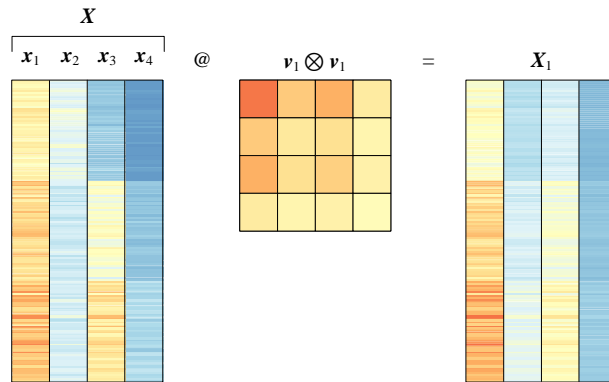 X
x₁ x₂ x₃ x₄ @ v₁ ⊗ v₁ = X₁